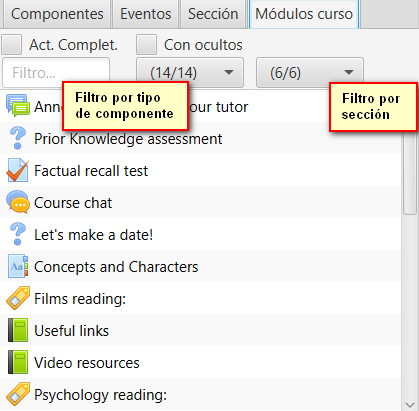 Componentes Eventos Sección Módulos curso
Act. Complet. Con ocultos
Filtro... (14/14) (6/6)
Filtro por tipo
de componente
Filtro por
sección
our tutor
Prior Knowledge assessment
Factual recall test
Course chat
Let's make a date!
Concepts and Characters
Films reading:
Useful links
Video resources
Psychology reading: